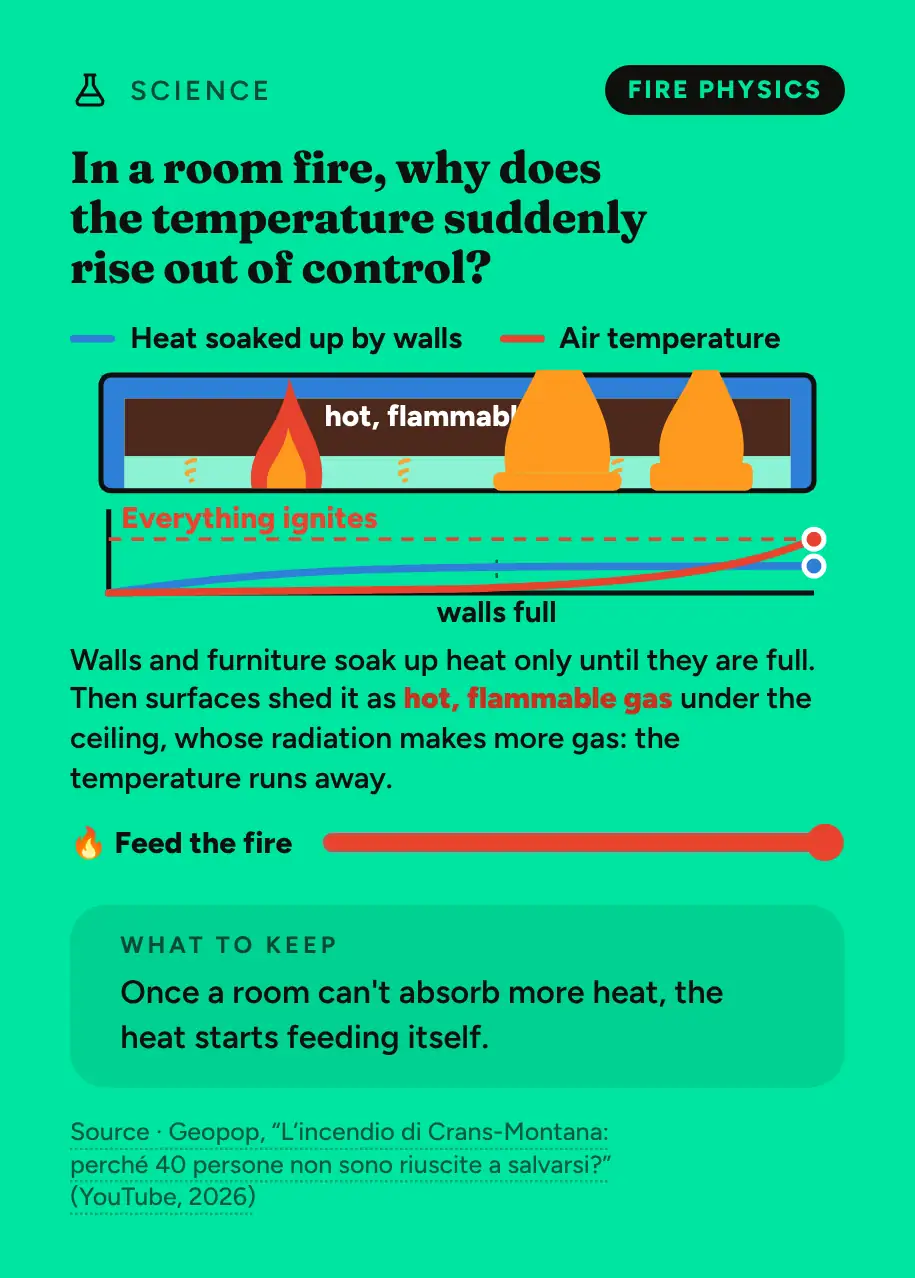 SCIENCE
FIRE PHYSICS
In a room fire, why does
the temperature suddenly
rise out of control?
Heat soaked up by walls
Air temperature
hot, flammabl
Everything ignites
walls full
Walls and furniture soak up heat only until they are full.
Then surfaces shed it as hot, flammable gas under the
ceiling, whose radiation makes more gas: the
temperature runs away.
🔥 Feed the fire
WHAT TO KEEP
Once a room can't absorb more heat, the
heat starts feeding itself.
Source · Geopop, “L’incendio di Crans-Montana:
perché 40 persone non sono riuscite a salvarsi?”
(YouTube, 2026)